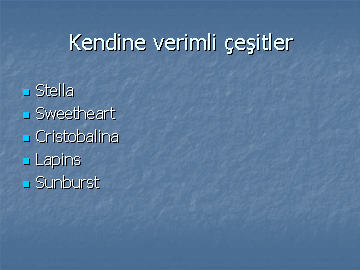 Kendine verimli çeşitler
Stella
Sweetheart
Cristobalina
Lapins
Sunburst